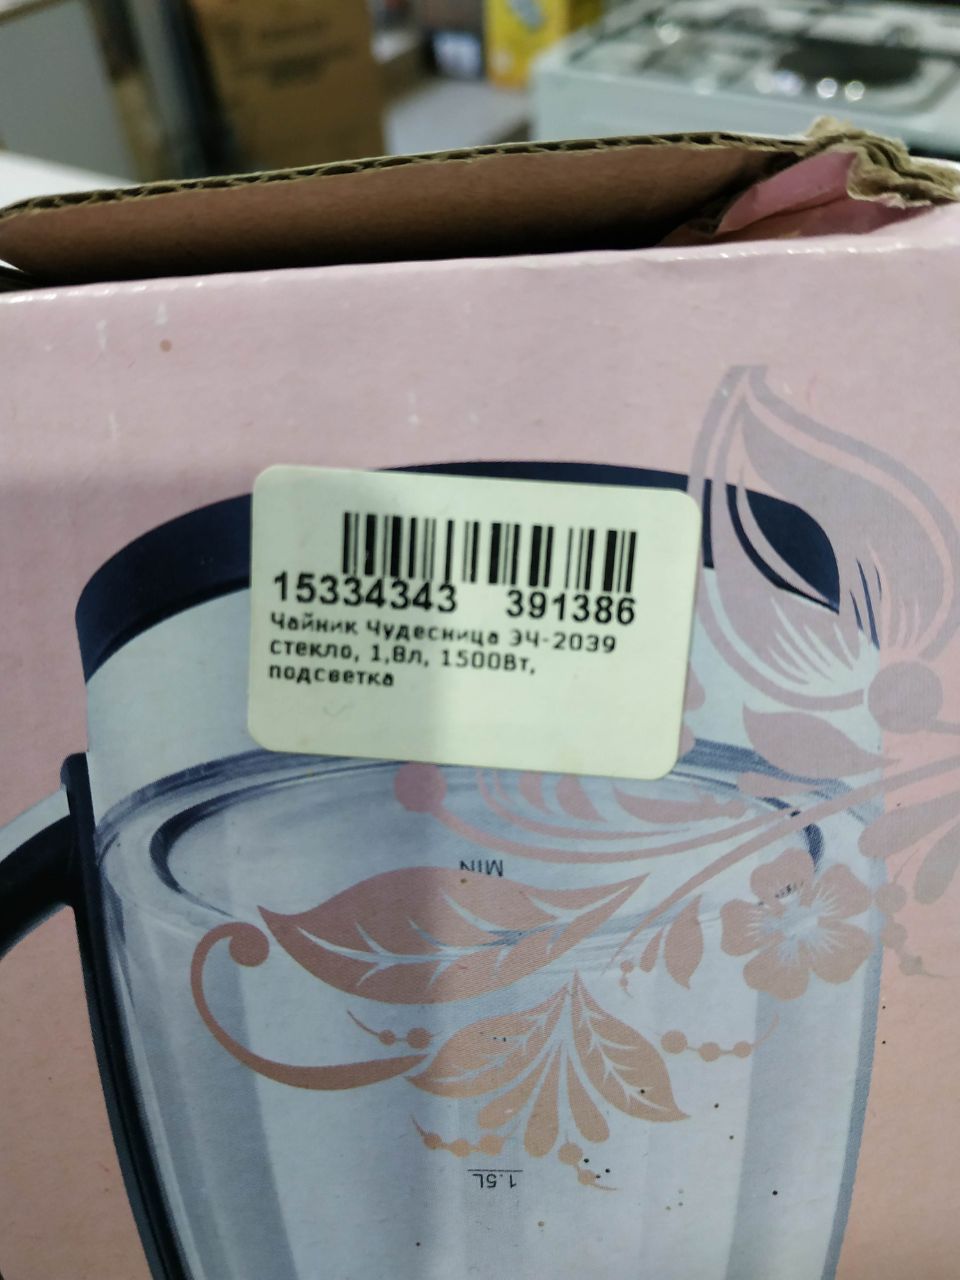 15334343 391386
Чайник Чудесница ЭЧ-2039
стекло, 1,8л, 1500Вт,
подсветка
MIN
1.5L